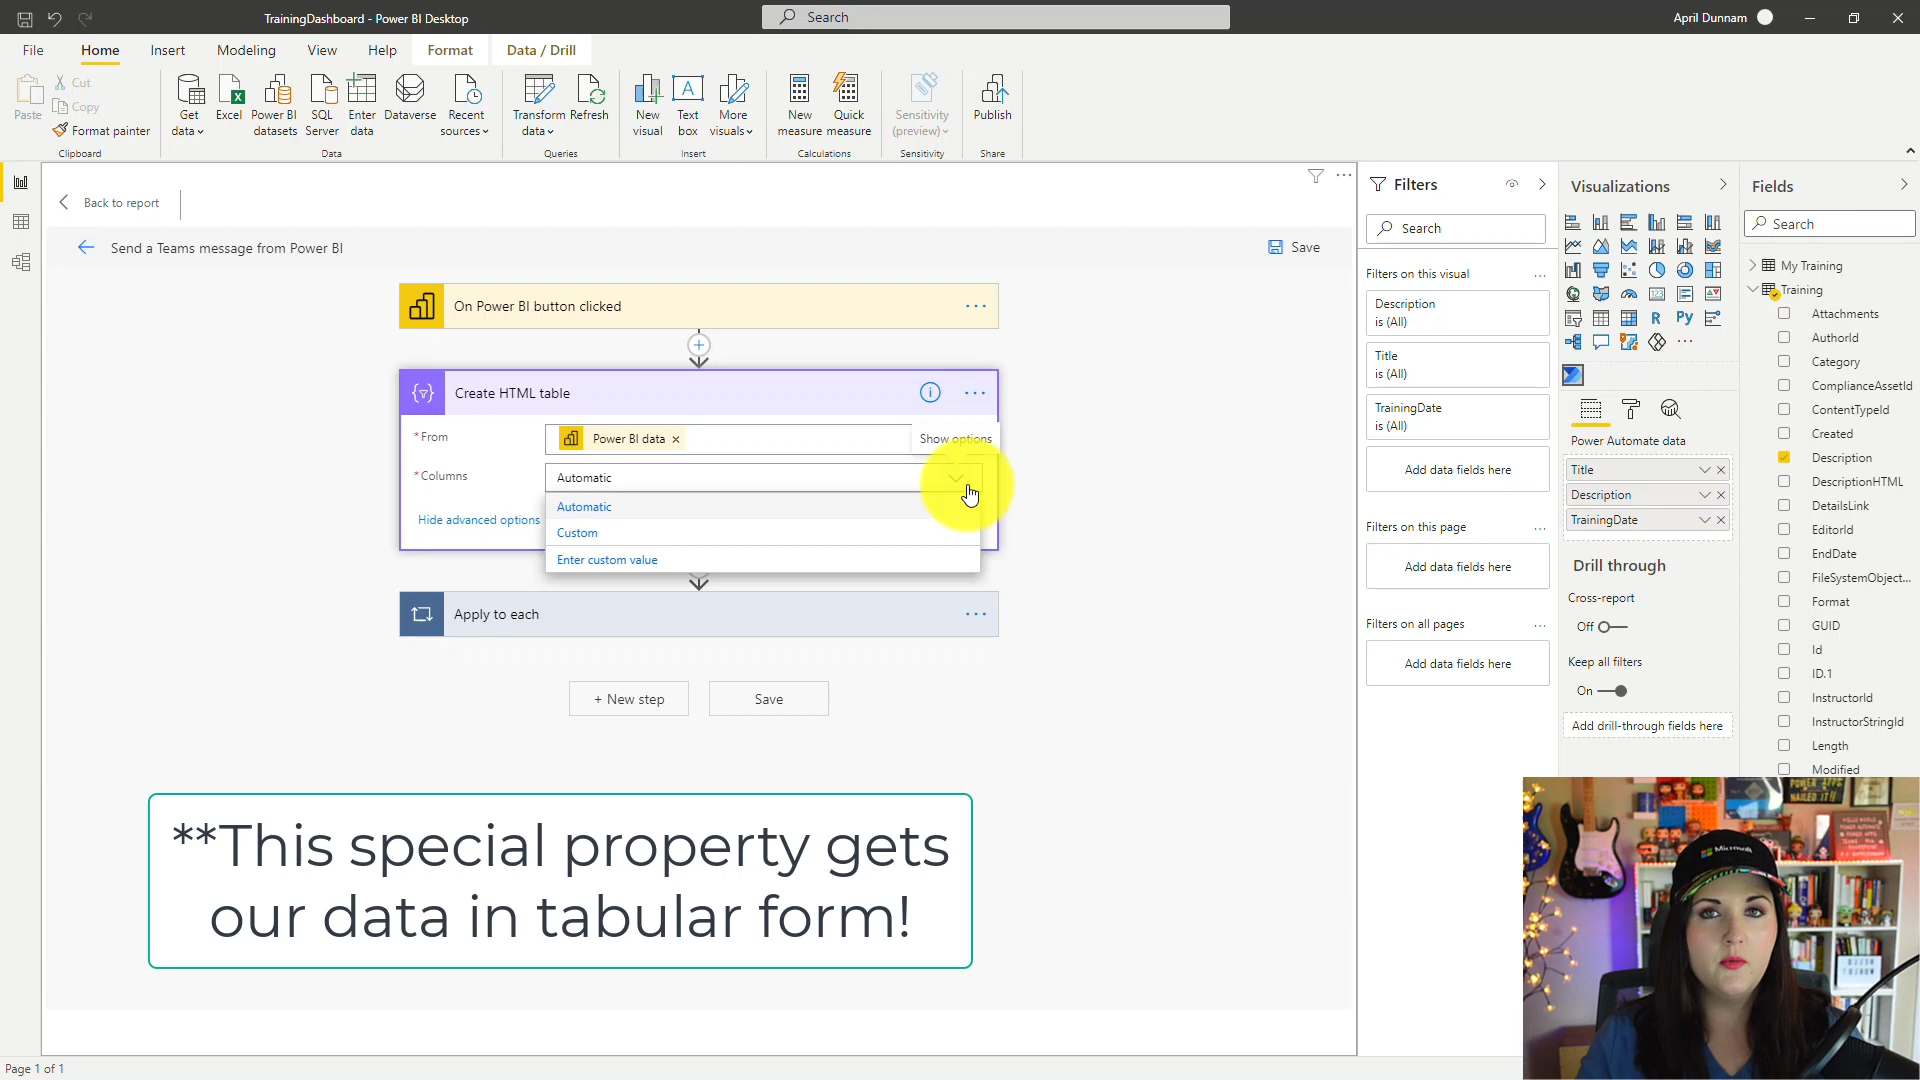 TrainingDashboard - Power BI Desktop
Search
April Dunnam
File
Home
Insert
Modeling
View
Help
Format
Data / Drill
Paste
Cut
Copy
Format painter
Clipboard
Get data
Excel
Power BI datasets
SQL Server
Enter data
Dataverse
Recent sources
Data
Transform data
Refresh
Queries
New visual
Text box
More visuals
Insert
New measure
Quick measure
Calculations
Sensitivity (preview)
Sensitivity
Publish
Share
Back to report
Send a Teams message from Power BI
Save
On Power BI button clicked
Create HTML table
* From
Power BI data
Show options
* Columns
Automatic
Automatic
Custom
Enter custom value
Hide advanced options
Apply to each
+ New step
Save
**This special property gets
our data in tabular form!
Filters
Search
Filters on this visual
Description
is (All)
Title
is (All)
TrainingDate
is (All)
Add data fields here
Filters on this page
Add data fields here
Filters on all pages
Add data fields here
Visualizations
R
Py
Power Automate data
Title
Description
TrainingDate
Drill through
Cross-report
Off
Keep all filters
On
Add drill-through fields here
Fields
Search
My Training
Training
Attachments
AuthorId
Category
ComplianceAssetId
ContentTypeId
Created
Description
DescriptionHTML
DetailsLink
EditorId
EndDate
FileSystemObject...
Format
GUID
Id
ID.1
InstructorId
InstructorStringId
Length
Modified
Microsoft
Page 1 of 1